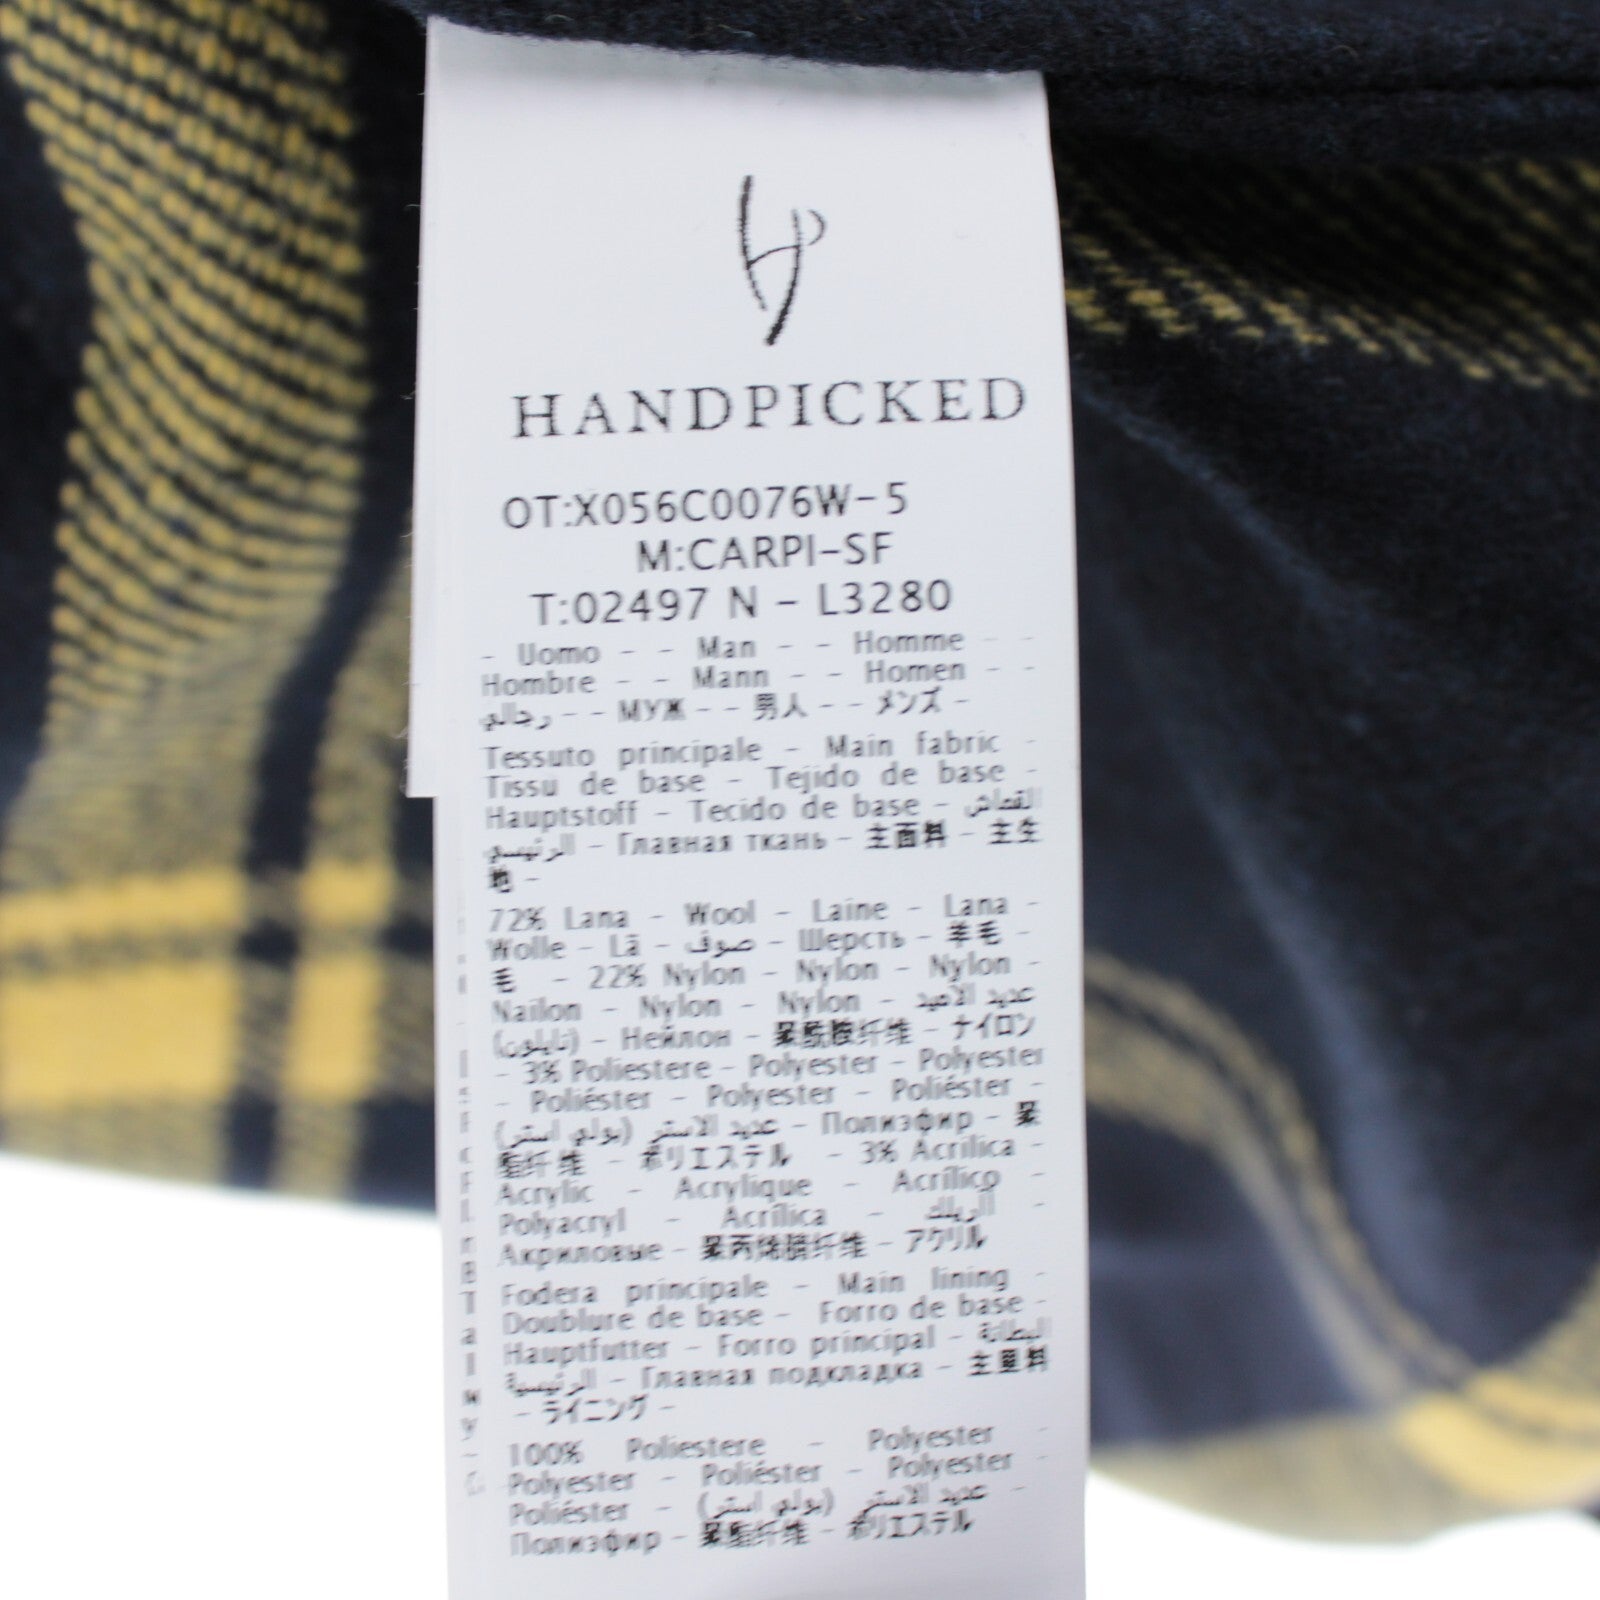 HANDPICKED
OT:X056C0076W-5
M:CARPI-SF
T:02497 N - L3280
- Uomo - - Man - - Homme - -
Hombre - - Mann - - Homen - -
رجالي - - МУЖ - - 男人 - - メンズ -
Tessuto principale - Main fabric -
Tissu de base - Tejido de base -
Hauptstoff - Tecido de base - القماش
الرئيسي - Главная ткань - 主面料 - 主生
地 -
72% Lana - Wool - Laine - Lana -
Wolle - Lã - صوف - Шерсть - 羊毛 -
毛 - 22% Nylon - Nylon - Nylon -
Nailon - Nylon - Nylon - عديد الأميد
(نايلون) - Нейлон - 聚酰胺纤维 - ナイロン
- 3% Poliestere - Polyester - Polyester
- Poliéster - Polyester - Poliéster -
عديد الاستر (بولي استر) - Полиэфир - 聚
酯纤维 - ポリエステル - 3% Acrilica -
Acrylic - Acrylique - Acrílico -
Polyacryl - Acrílica - الريلك -
Акриловые - 聚丙烯腈纤维 - アクリル
Fodera principale - Main lining -
Doublure de base - Forro de base -
Hauptfutter - Forro principal - البطانة
الرئيسية - Главная подкладка - 主里料
- ライニング -
100% Poliestere - Polyester -
Polyester - Poliéster - Polyester -
Poliéster - عديد الاستر (بولي استر) -
Полиэфир - 聚酯纤维 - ポリエステル